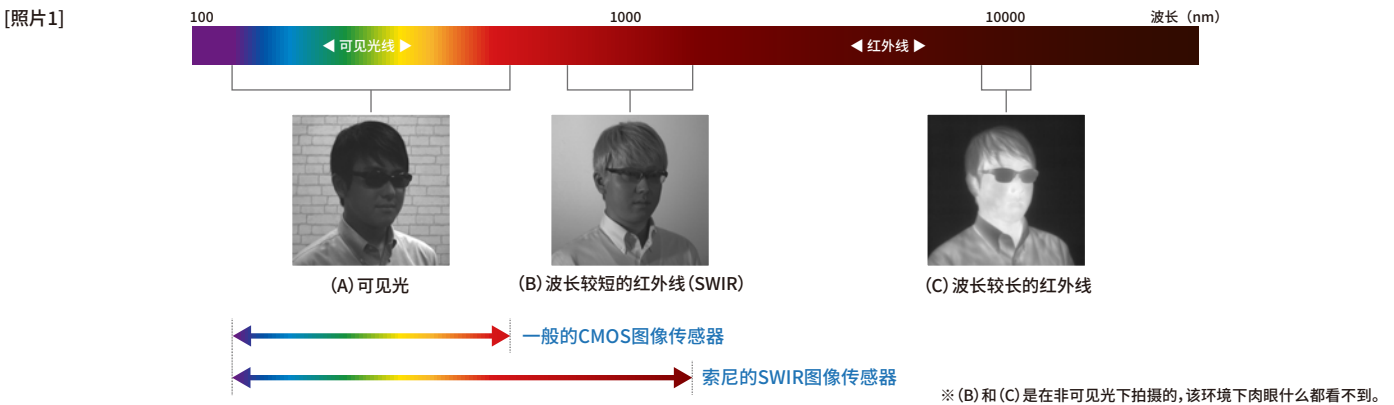 [照片1]
100 1000 10000 波长（nm）
◀ 可见光线 ▶ ◀ 红外线 ▶
（A）可见光 （B）波长较短的红外线（SWIR） （C）波长较长的红外线
一般的CMOS图像传感器
索尼的SWIR图像传感器
※（B）和（C）是在非可见光下拍摄的，该环境下肉眼什么都看不到。